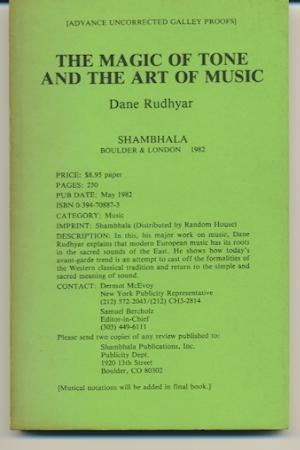 [ADVANCE UNCORRECTED GALLEY PROOFS]
THE MAGIC OF TONE
AND THE ART OF MUSIC
Dane Rudhyar
SHAMBHALA
BOULDER & LONDON 1982
PRICE: $8.95 paper
PAGES: 250
PUB DATE: May 1982
ISBN 0-394-70887-3
CATEGORY: Music
IMPRINT: Shambhala (Distributed by Random House)
DESCRIPTION: In this, his major work on music, Dane
Rudhyar explains that modern European music has its roots
in the sacred sounds of the East. He shows how today's
avant-garde trend is an attempt to cast off the formalities of
the Western classical tradition and return to the simple and
sacred meaning of sound.
CONTACT: Dermot McEvoy
New York Publicity Representative
(212) 572-2043/(212) CH3-2814
Samuel Bercholz
Editor-in-Chief
(303) 449-6111
Please send two copies of any review published to:
Shambhala Publications, Inc.
Publicity Dept.
1920 13th Street
Boulder, CO 80302
[Musical notations will be added in final book.]